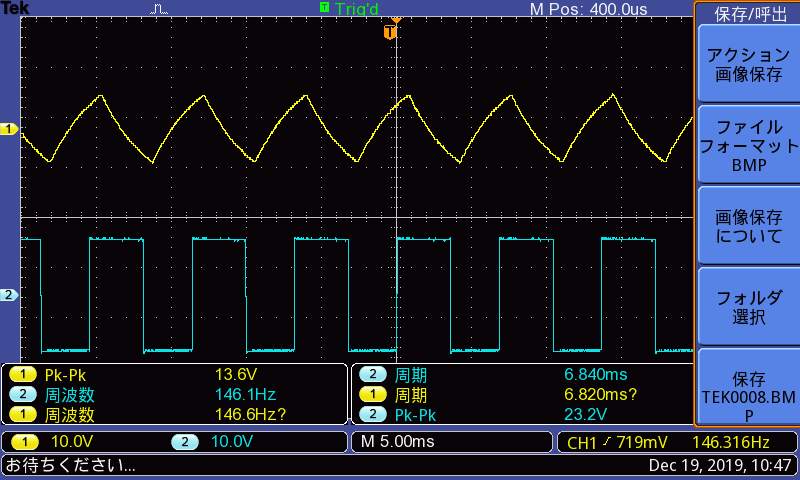 Tek
T Trig'd
M Pos: 400.0us
保存/呼出
T
アクション
画像保存
1
ファイル
フォーマット
BMP
画像保存
について
2
フォルダ
選択
保存
TEK0008.BM
P
1 Pk-Pk 13.6V
2 周波数 146.1Hz
1 周波数 146.6Hz?
2 周期 6.840ms
1 周期 6.820ms?
2 Pk-Pk 23.2V
1 10.0V 2 10.0V M 5.00ms CH1 719mV 146.316Hz
お待ちください... Dec 19, 2019, 10:47